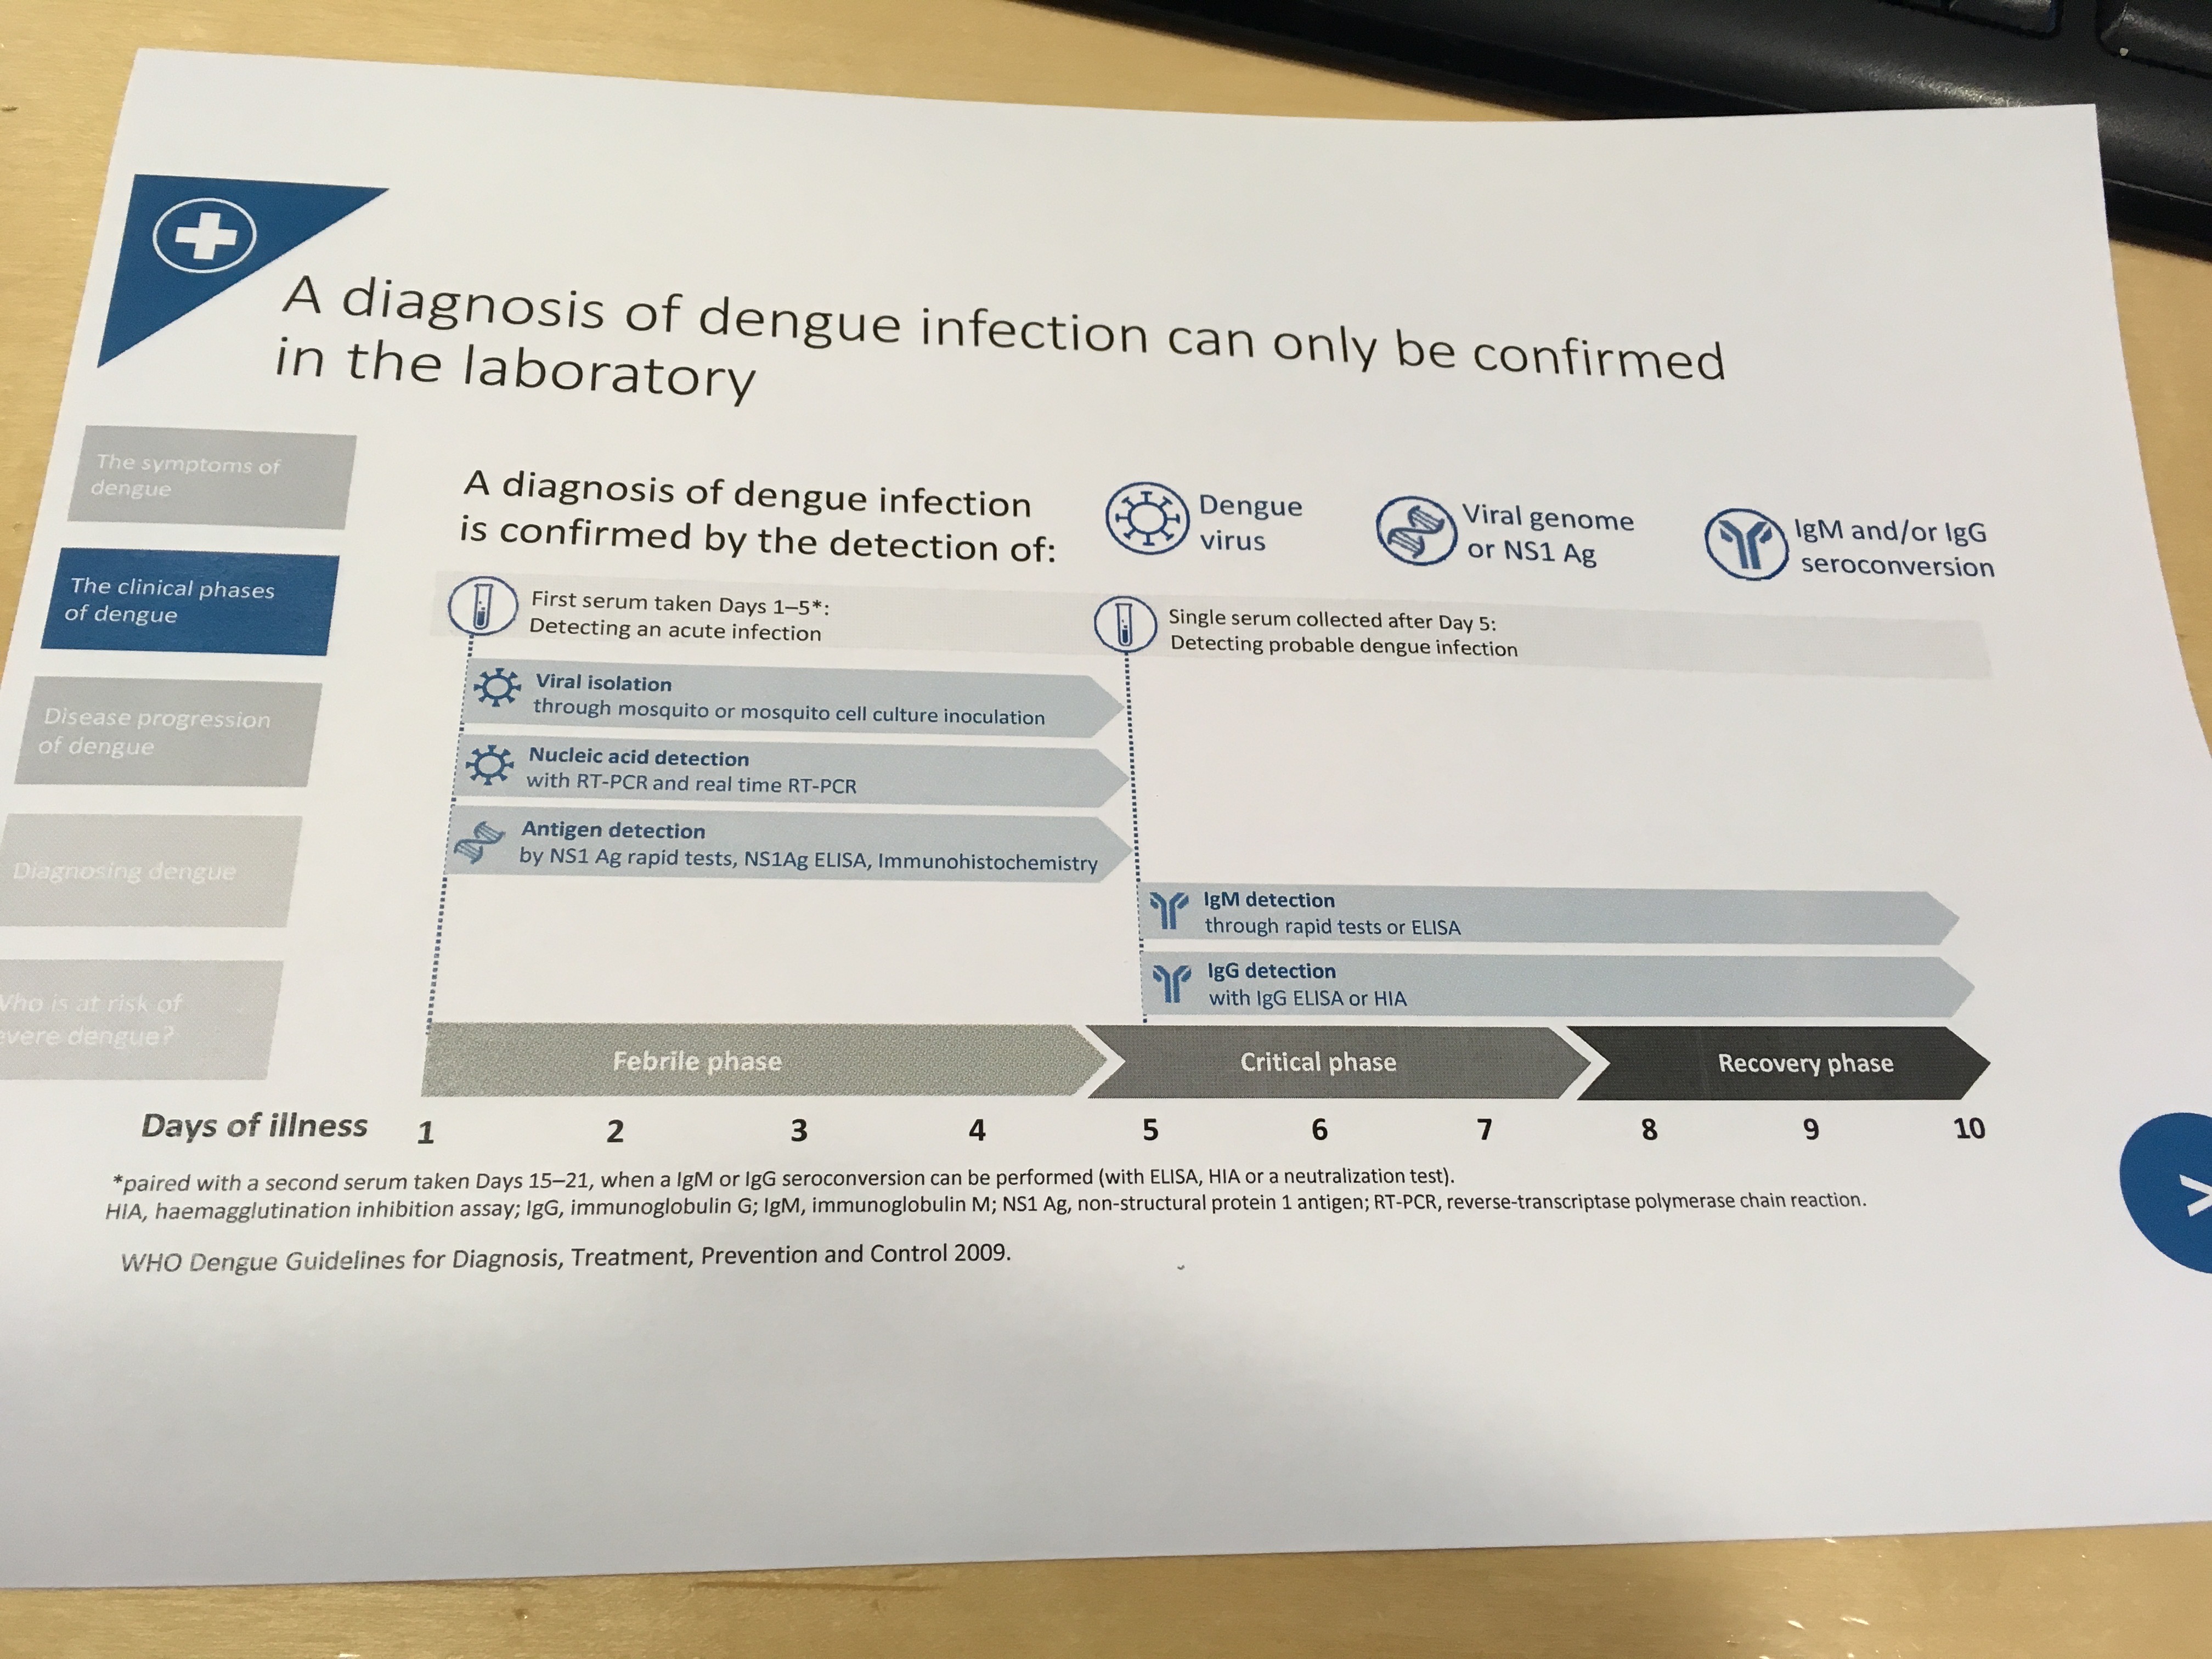 A diagnosis of dengue infection can only be confirmed
in the laboratory
The symptoms of
dengue
The clinical phases
of dengue
Disease progression
of dengue
Diagnosing dengue
Who is at risk of
evere dengue?
A diagnosis of dengue infection
is confirmed by the detection of:
Dengue
virus
Viral genome
or NS1 Ag
IgM and/or IgG
seroconversion
First serum taken Days 1–5*:
Detecting an acute infection
Single serum collected after Day 5:
Detecting probable dengue infection
Viral isolation
through mosquito or mosquito cell culture inoculation
Nucleic acid detection
with RT-PCR and real time RT-PCR
Antigen detection
by NS1 Ag rapid tests, NS1Ag ELISA, Immunohistochemistry
IgM detection
through rapid tests or ELISA
IgG detection
with IgG ELISA or HIA
Febrile phase
Critical phase
Recovery phase
Days of illness 1 2 3 4 5 6 7 8 9 10
*paired with a second serum taken Days 15–21, when a IgM or IgG seroconversion can be performed (with ELISA, HIA or a neutralization test).
HIA, haemagglutination inhibition assay; IgG, immunoglobulin G; IgM, immunoglobulin M; NS1 Ag, non-structural protein 1 antigen; RT-PCR, reverse-transcriptase polymerase chain reaction.
WHO Dengue Guidelines for Diagnosis, Treatment, Prevention and Control 2009.